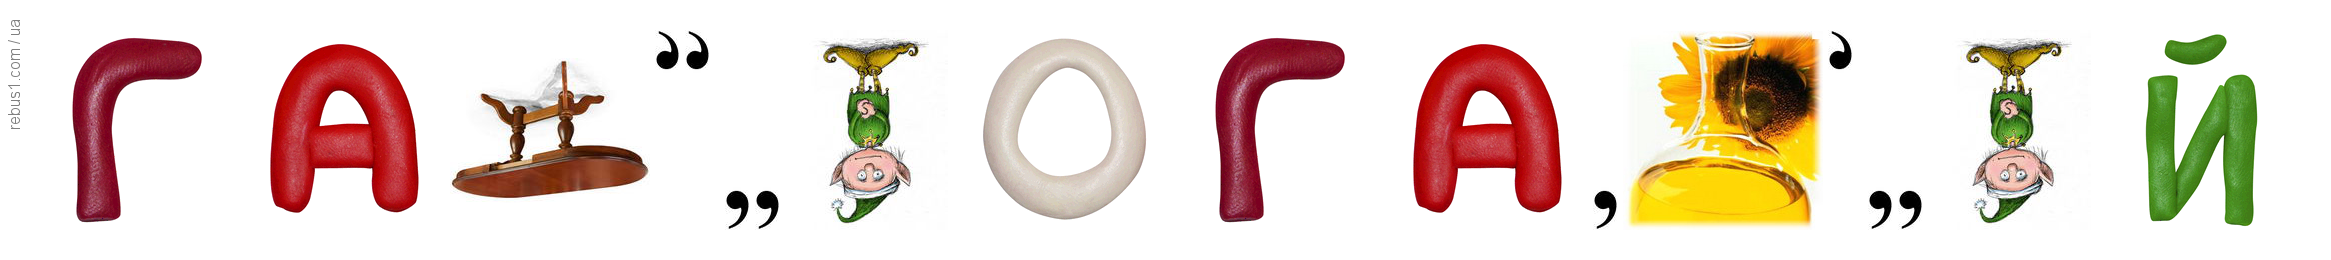 rebus1.com / ua
Г А “ ,, О Г А , ‘ ,, Й